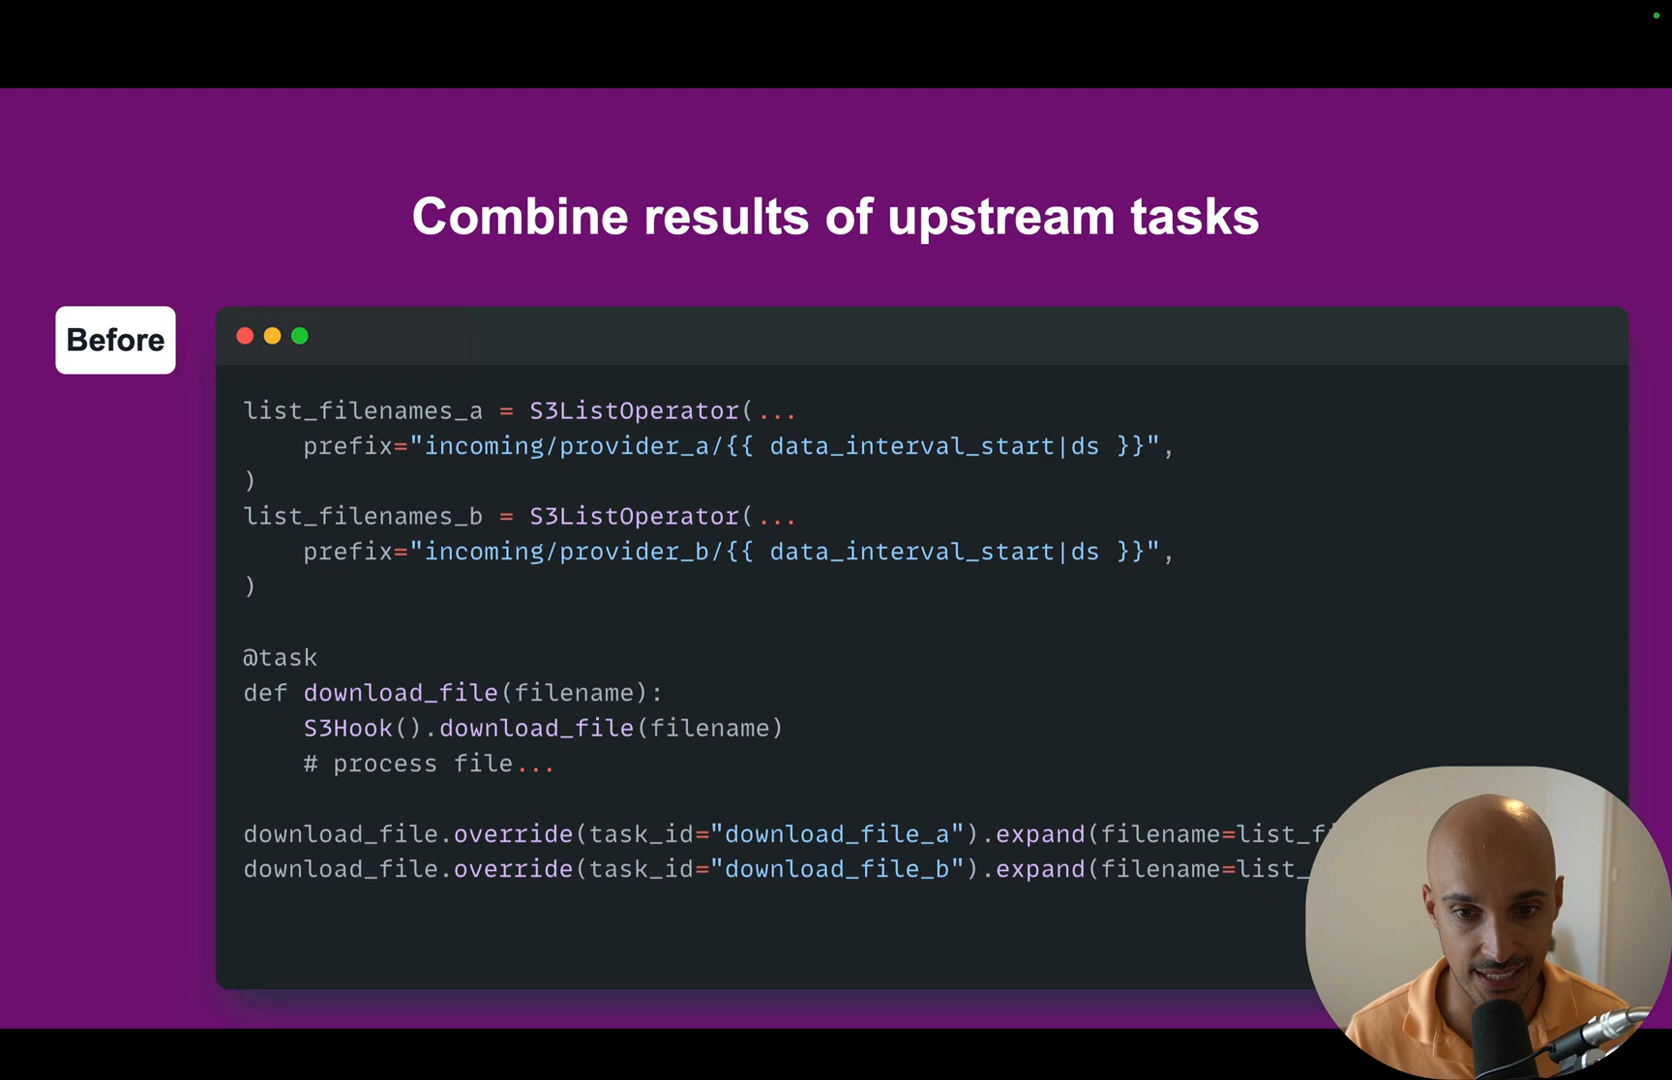 Combine results of upstream tasks
Before
list_filenames_a = S3ListOperator(...
    prefix="incoming/provider_a/{{ data_interval_start|ds }}",
)
list_filenames_b = S3ListOperator(...
    prefix="incoming/provider_b/{{ data_interval_start|ds }}",
)
@task
def download_file(filename):
    S3Hook().download_file(filename)
    # process file...
download_file.override(task_id="download_file_a").expand(filename=list_f
download_file.override(task_id="download_file_b").expand(filename=list_